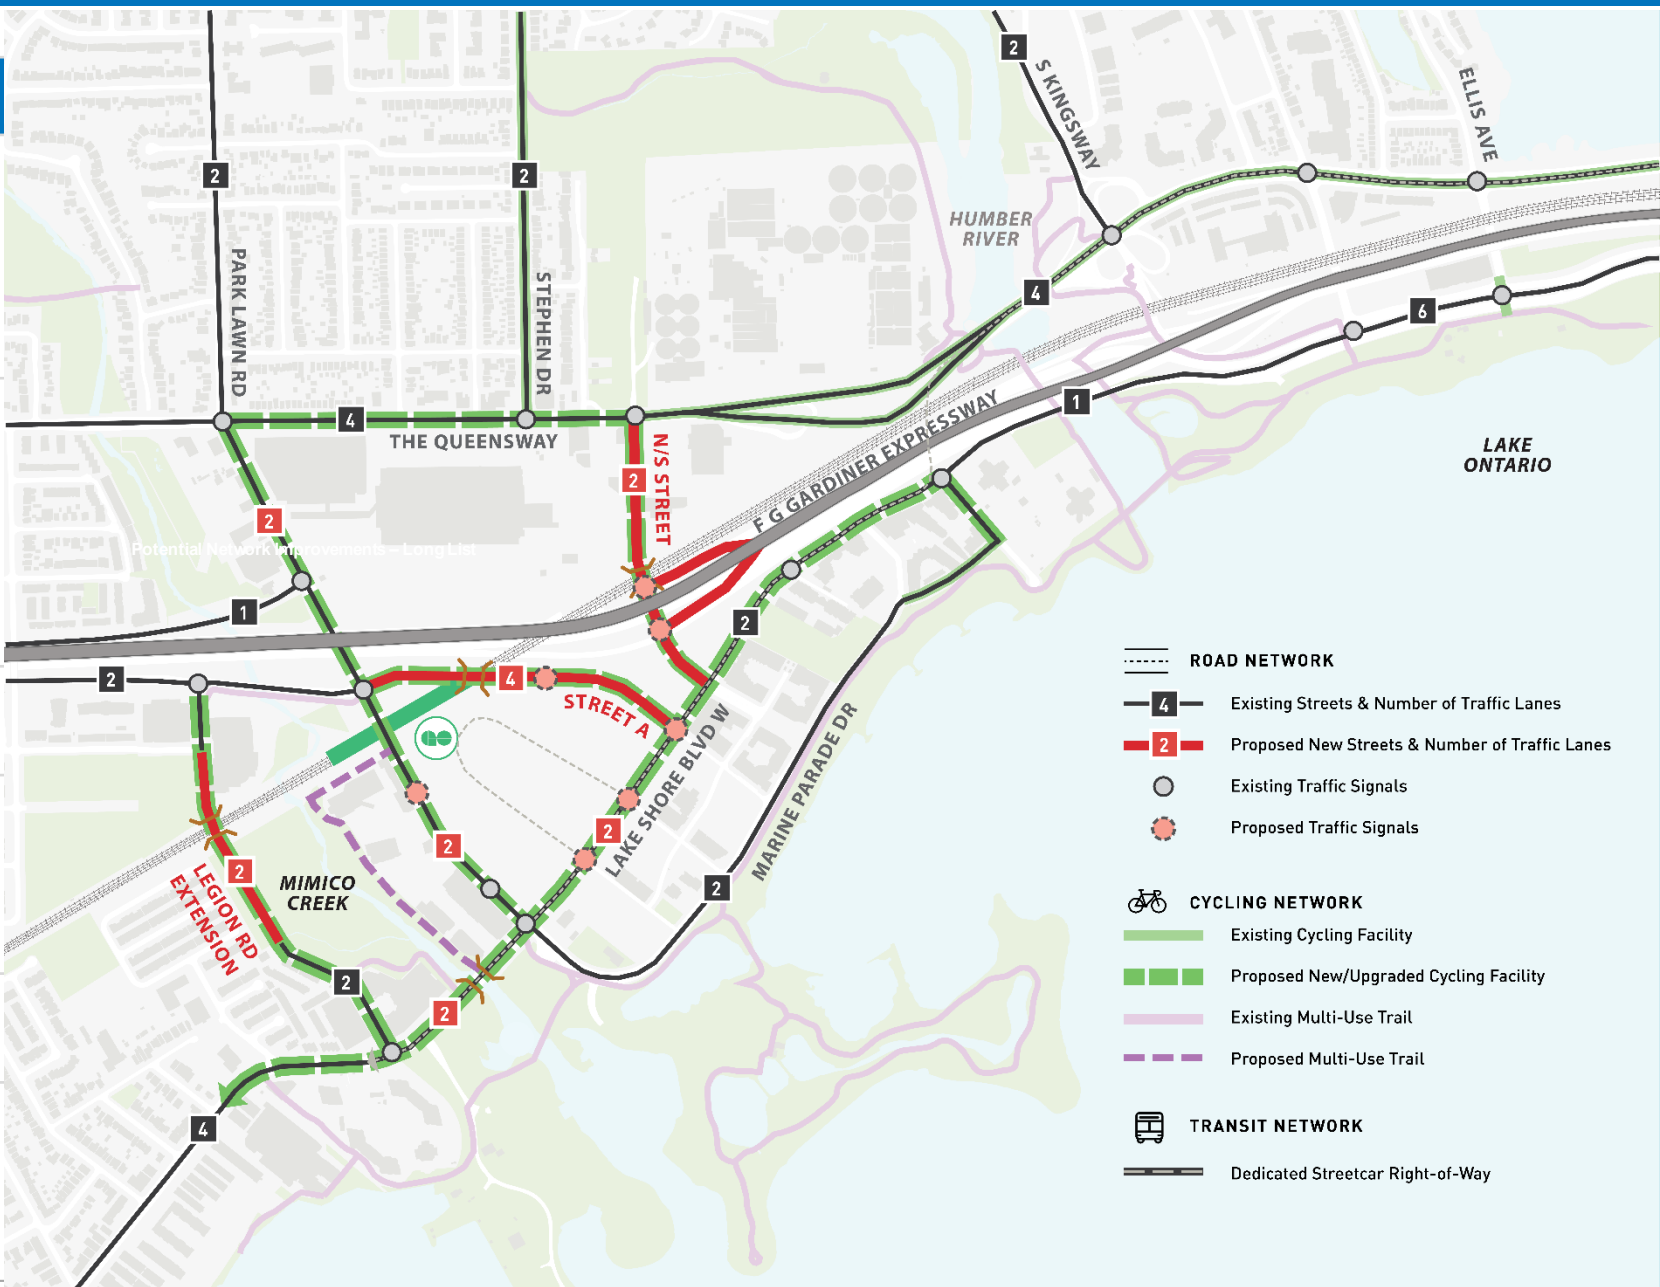 2
S KINGSWAY
ELLIS AVE
2
2
HUMBER
RIVER
PARK LAWN RD
STEPHEN DR
4
6
1
4
THE QUEENSWAY
N/S STREET
F G GARDINER EXPRESSWAY
LAKE
ONTARIO
2
2
Potential Network Improvements – Long List
1
2
2
4
STREET A
LAKE SHORE BLVD W
MARINE PARADE DR
2
2
2
LEGION RD
EXTENSION
MIMICO
CREEK
2
2
2
4
ROAD NETWORK
4 Existing Streets & Number of Traffic Lanes
2 Proposed New Streets & Number of Traffic Lanes
Existing Traffic Signals
Proposed Traffic Signals
CYCLING NETWORK
Existing Cycling Facility
Proposed New/Upgraded Cycling Facility
Existing Multi-Use Trail
Proposed Multi-Use Trail
TRANSIT NETWORK
Dedicated Streetcar Right-of-Way